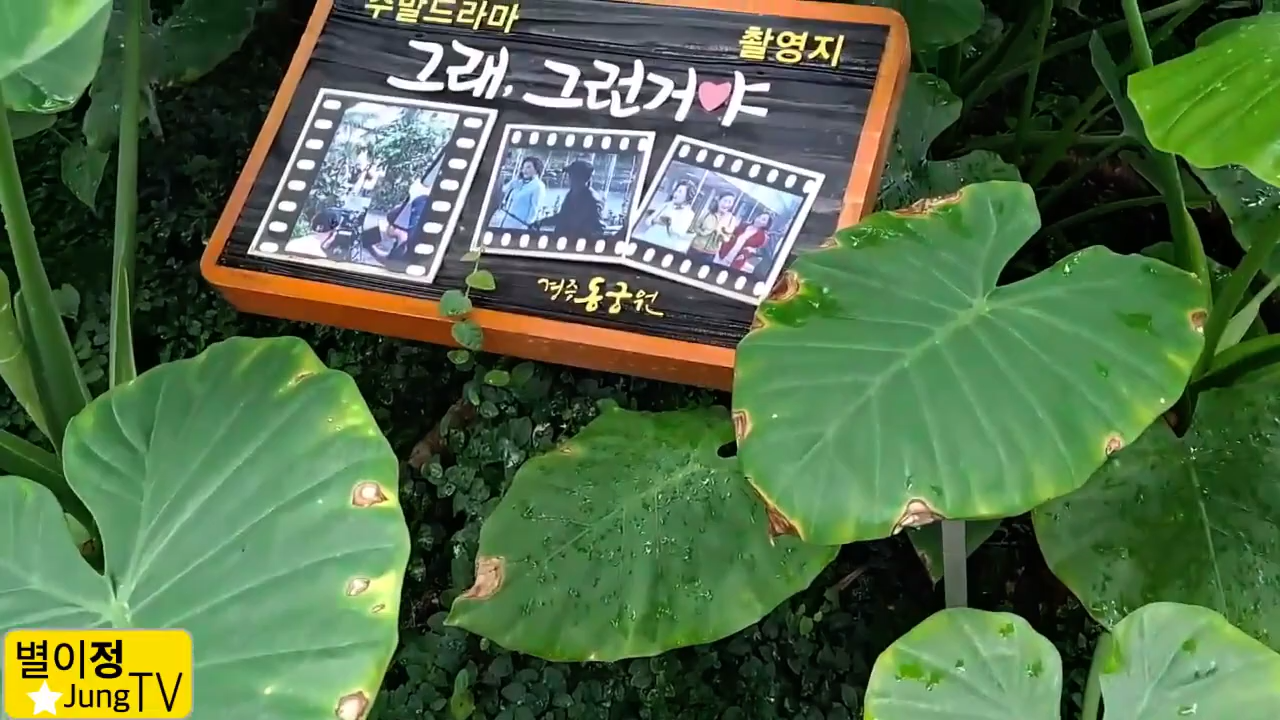 주말드라마
촬영지
그래, 그런거야
경주동궁원
별이정
JungTV